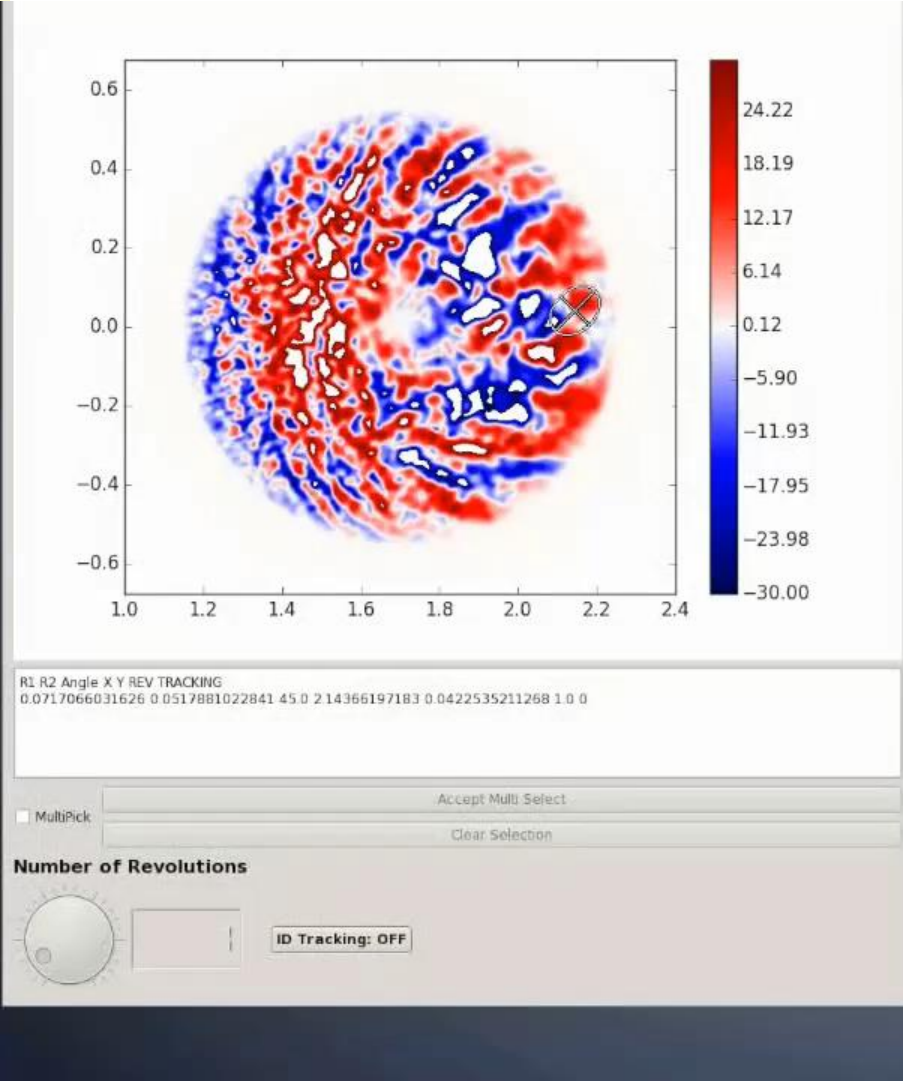 0.6
0.4
0.2
0.0
−0.2
−0.4
−0.6
1.0 1.2 1.4 1.6 1.8 2.0 2.2 2.4
24.22
18.19
12.17
6.14
0.12
−5.90
−11.93
−17.95
−23.98
−30.00
R1 R2 Angle X Y REV TRACKING
0.0717066031626 0.0517881022841 45.0 2.14366197183 0.0422535211268 1.0 0
Accept Multi Select
MultiPick
Clear Selection
Number of Revolutions
1
ID Tracking: OFF